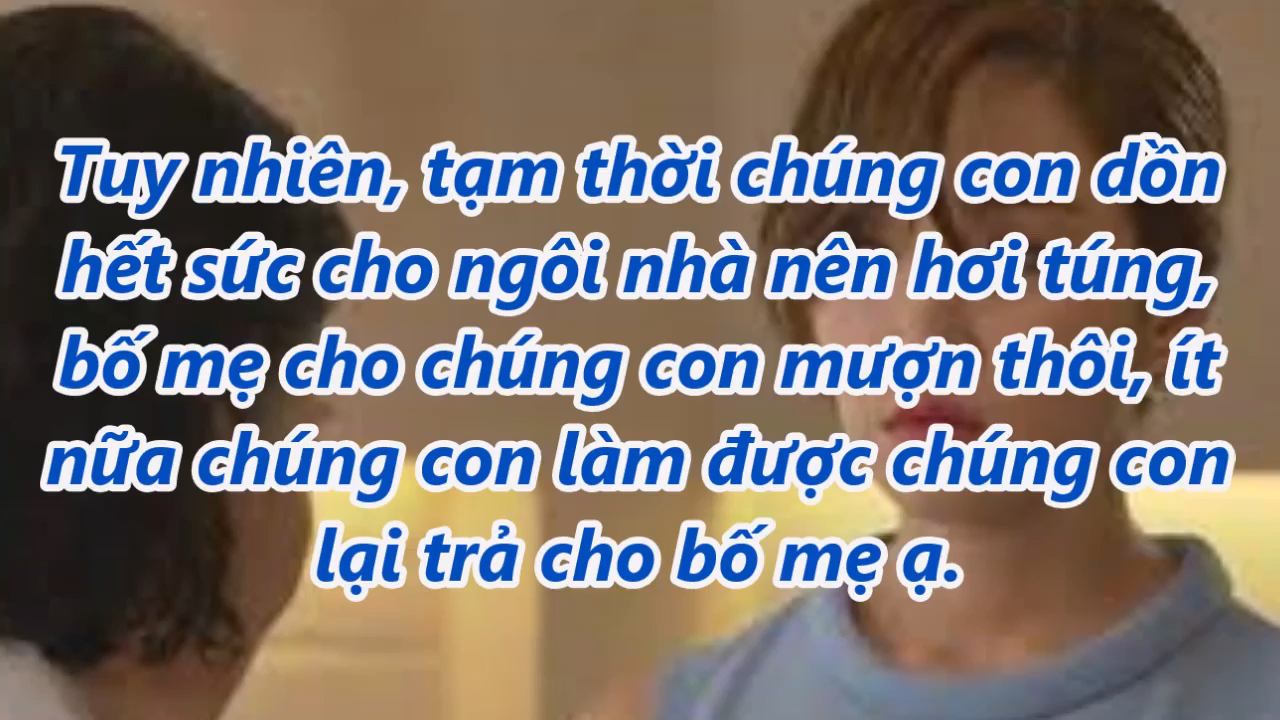 Tuy nhiên, tạm thời chúng con dồn
hết sức cho ngôi nhà nên hơi túng,
bố mẹ cho chúng con mượn thôi, ít
nữa chúng con làm được chúng con
lại trả cho bố mẹ ạ.